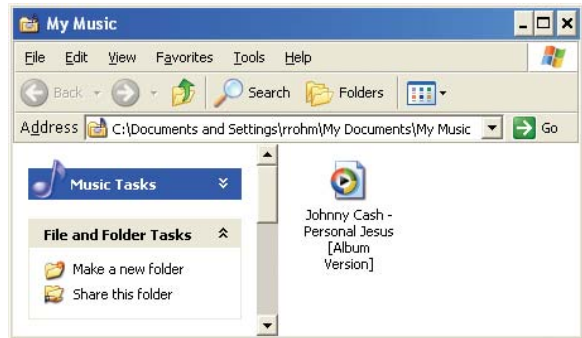 My Music
File Edit View Favorites Tools Help
Back Search Folders
Address C:\Documents and Settings\rrohm\My Documents\My Music Go
Music Tasks
File and Folder Tasks
Make a new folder
Share this folder
Johnny Cash -
Personal Jesus
[Album
Version]